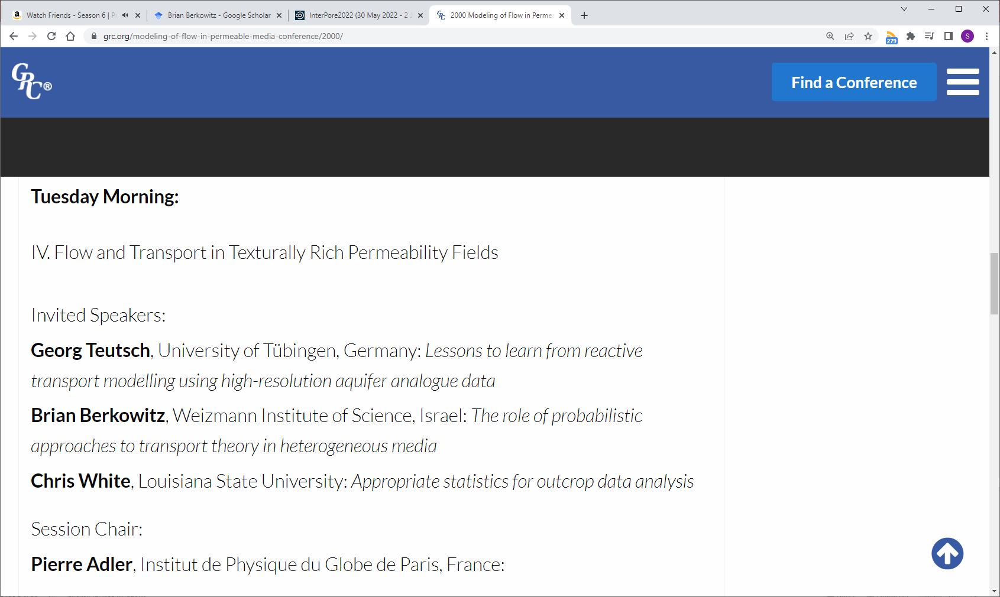 Watch Friends - Season 6 | P
Brian Berkowitz - Google Scholar
InterPore2022 (30 May 2022 - 2 J
2000 Modeling of Flow in Perme
grc.org/modeling-of-flow-in-permeable-media-conference/2000/
279
S
GRC®
Find a Conference
Tuesday Morning:
IV. Flow and Transport in Texturally Rich Permeability Fields
Invited Speakers:
Georg Teutsch, University of Tübingen, Germany: Lessons to learn from reactive
transport modelling using high-resolution aquifer analogue data
Brian Berkowitz, Weizmann Institute of Science, Israel: The role of probabilistic
approaches to transport theory in heterogeneous media
Chris White, Louisiana State University: Appropriate statistics for outcrop data analysis
Session Chair:
Pierre Adler, Institut de Physique du Globe de Paris, France: